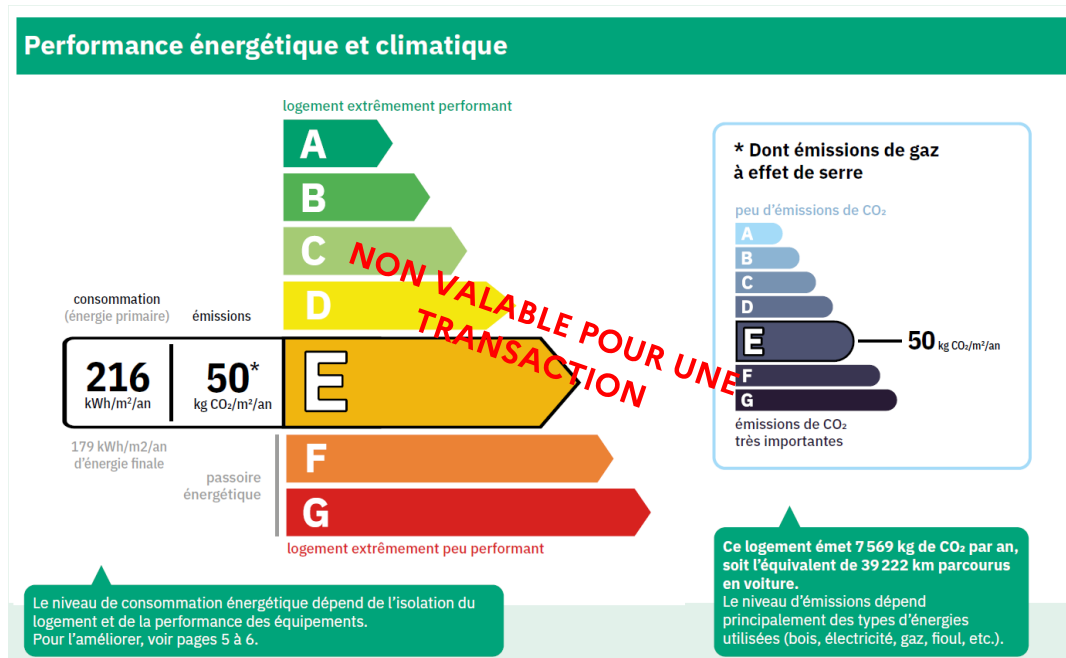 Performance énergétique et climatique
logement extrêmement performant
A
B
C
D
consommation
(énergie primaire)
émissions
216
kWh/m²/an
50*
kg CO₂/m²/an
E
179 kWh/m2/an
d'énergie finale
passoire
énergétique
F
G
logement extrêmement peu performant
NON VALABLE POUR UNE
TRANSACTION
* Dont émissions de gaz
à effet de serre
peu d'émissions de CO₂
A
B
C
D
E
50 kg CO₂/m²/an
F
G
émissions de CO₂
très importantes
Le niveau de consommation énergétique dépend de l'isolation du
logement et de la performance des équipements.
Pour l'améliorer, voir pages 5 à 6.
Ce logement émet 7 569 kg de CO₂ par an,
soit l'équivalent de 39 222 km parcourus
en voiture.
Le niveau d'émissions dépend
principalement des types d'énergies
utilisées (bois, électricité, gaz, fioul, etc.).